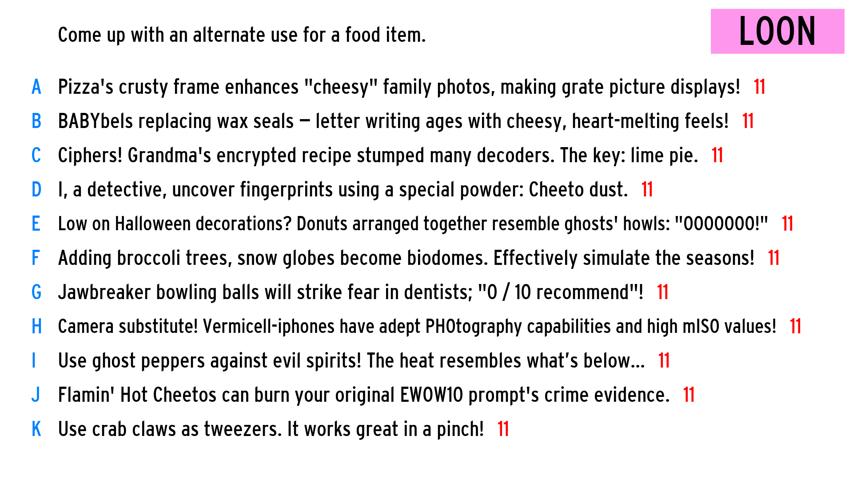 Come up with an alternate use for a food item.
LOON
A Pizza's crusty frame enhances "cheesy" family photos, making grate picture displays! 11
B BABYbels replacing wax seals – letter writing ages with cheesy, heart-melting feels! 11
C Ciphers! Grandma's encrypted recipe stumped many decoders. The key: lime pie. 11
D I, a detective, uncover fingerprints using a special powder: Cheeto dust. 11
E Low on Halloween decorations? Donuts arranged together resemble ghosts' howls: "OOOOOOO!" 11
F Adding broccoli trees, snow globes become biodomes. Effectively simulate the seasons! 11
G Jawbreaker bowling balls will strike fear in dentists; "0 / 10 recommend"! 11
H Camera substitute! Vermicell-iphones have adept PHOtography capabilities and high mISO values! 11
I Use ghost peppers against evil spirits! The heat resembles what's below... 11
J Flamin' Hot Cheetos can burn your original EWOW10 prompt's crime evidence. 11
K Use crab claws as tweezers. It works great in a pinch! 11